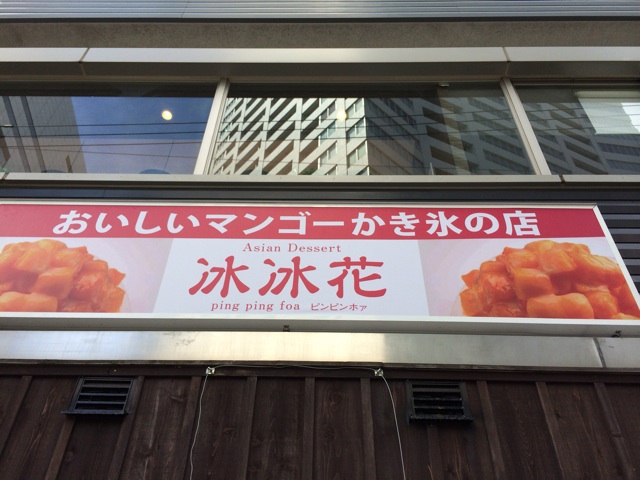 おいしいマンゴーかき氷の店
Asian Dessert
冰冰花
ping ping foa ピンピンホァ